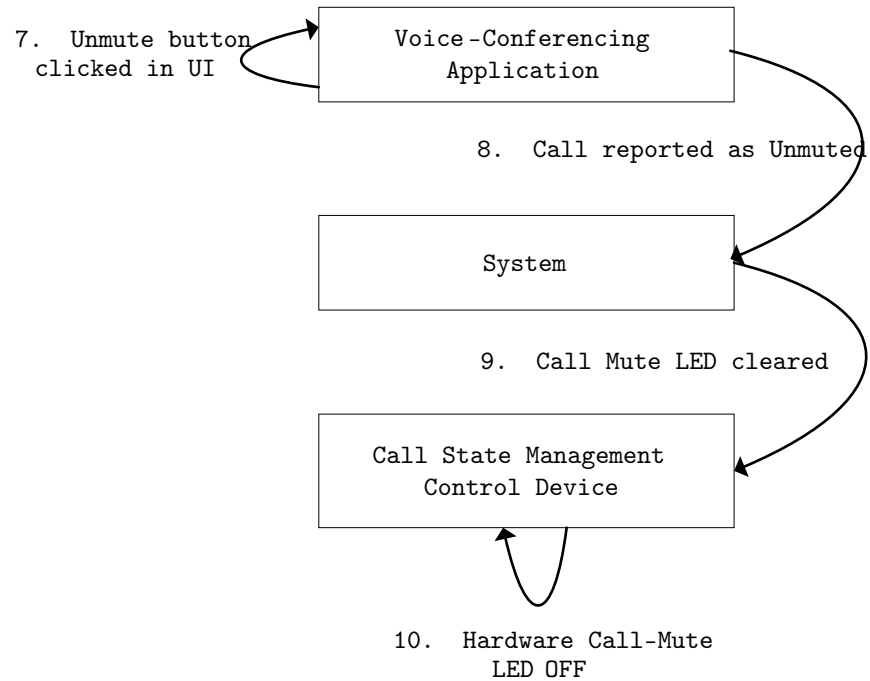 7. Unmute button
clicked in UI
Voice-Conferencing
Application
8. Call reported as Unmuted
System
9. Call Mute LED cleared
Call State Management
Control Device
10. Hardware Call-Mute
LED OFF